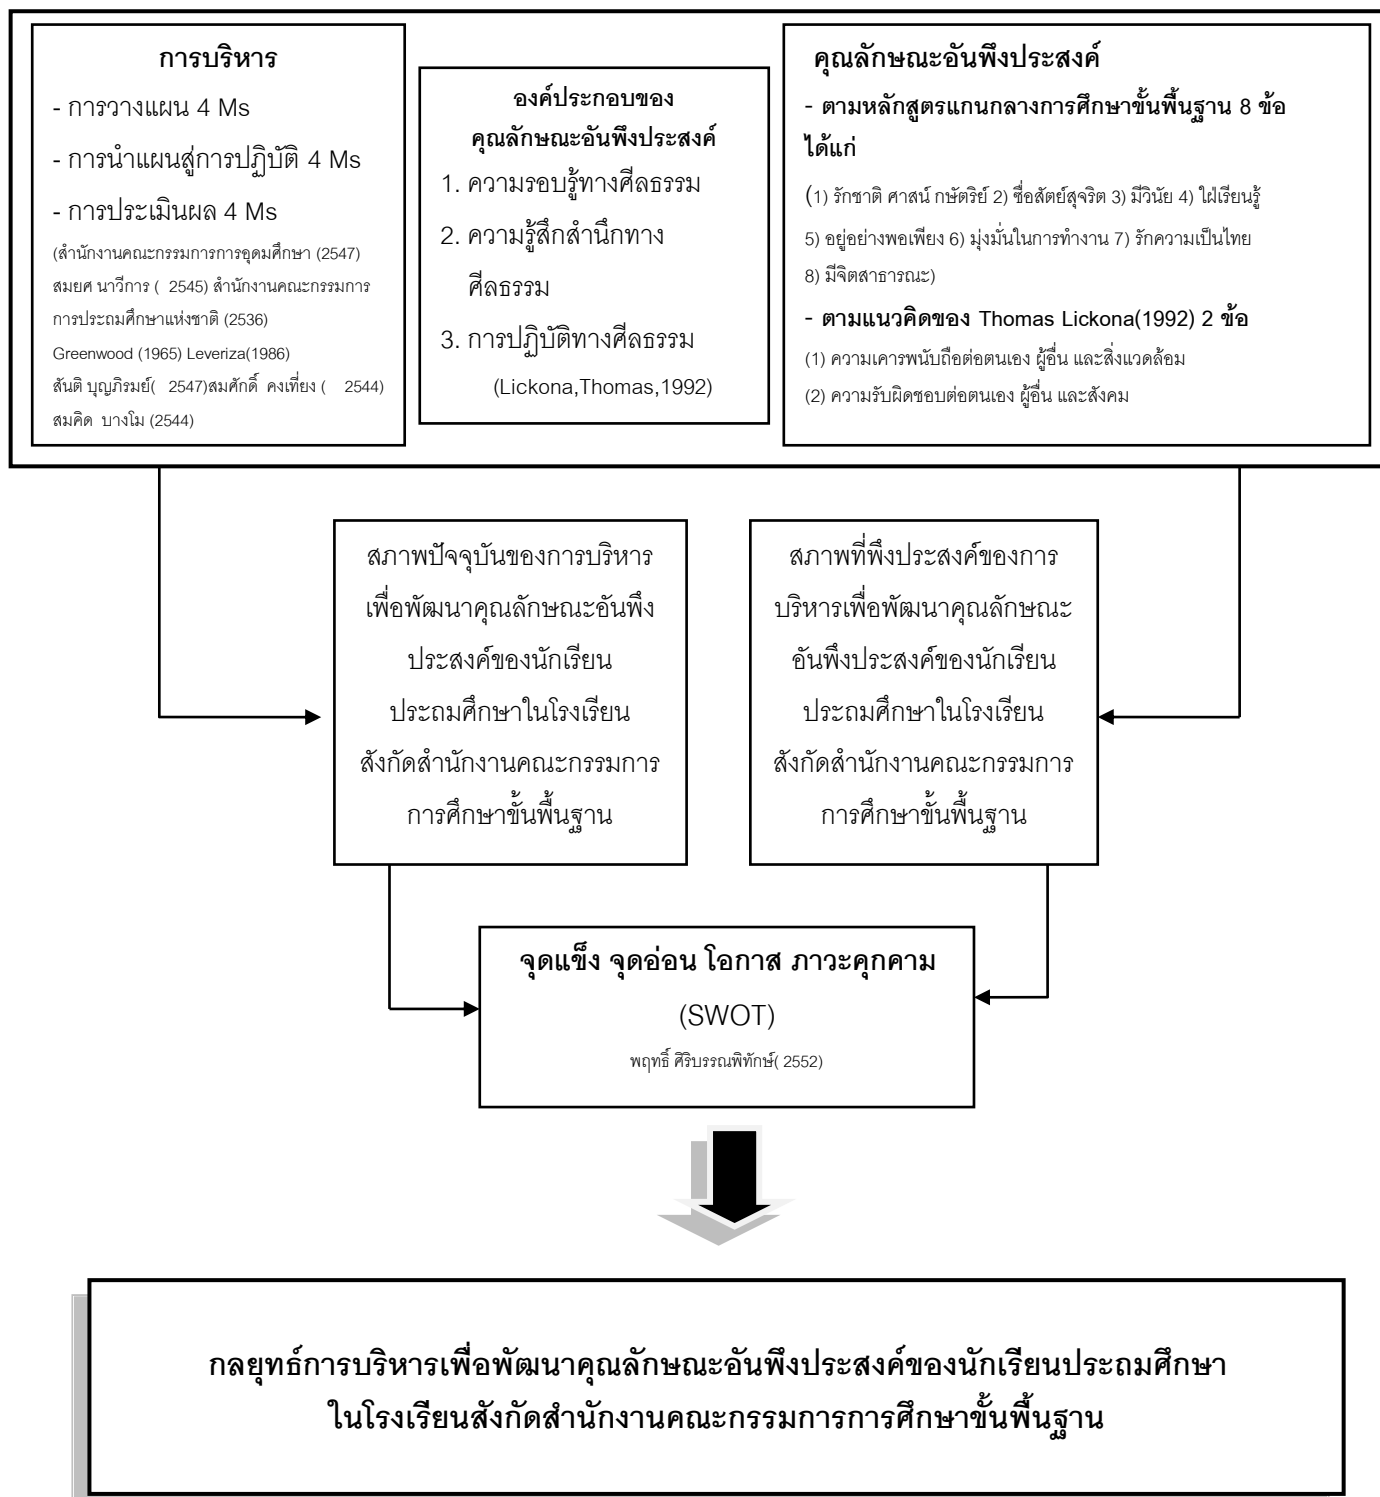 การบริหาร
- การวางแผน 4 Ms
- การนำแผนสู่การปฏิบัติ 4 Ms
- การประเมินผล 4 Ms
(สำนักงานคณะกรรมการการอุดมศึกษา (2547)
สมยศ นาวีการ ( 2545) สำนักงานคณะกรรมการ
การประถมศึกษาแห่งชาติ (2536)
Greenwood (1965) Leveriza(1986)
สันติ บุญภิรมย์( 2547)สมศักดิ์ คงเที่ยง ( 2544)
สมคิด บางโม (2544)
องค์ประกอบของ
คุณลักษณะอันพึงประสงค์
1. ความรอบรู้ทางศีลธรรม
2. ความรู้สึกสำนึกทาง
ศีลธรรม
3. การปฏิบัติทางศีลธรรม
(Lickona,Thomas,1992)
คุณลักษณะอันพึงประสงค์
- ตามหลักสูตรแกนกลางการศึกษาขั้นพื้นฐาน 8 ข้อ
ได้แก่
(1) รักชาติ ศาสน์ กษัตริย์ 2) ซื่อสัตย์สุจริต 3) มีวินัย 4) ใฝ่เรียนรู้
5) อยู่อย่างพอเพียง 6) มุ่งมั่นในการทำงาน 7) รักความเป็นไทย
8) มีจิตสาธารณะ)
- ตามแนวคิดของ Thomas Lickona(1992) 2 ข้อ
(1) ความเคารพนับถือต่อตนเอง ผู้อื่น และสิ่งแวดล้อม
(2) ความรับผิดชอบต่อตนเอง ผู้อื่น และสังคม
สภาพปัจจุบันของการบริหาร
เพื่อพัฒนาคุณลักษณะอันพึง
ประสงค์ของนักเรียน
ประถมศึกษาในโรงเรียน
สังกัดสำนักงานคณะกรรมการ
การศึกษาขั้นพื้นฐาน
สภาพที่พึงประสงค์ของการ
บริหารเพื่อพัฒนาคุณลักษณะ
อันพึงประสงค์ของนักเรียน
ประถมศึกษาในโรงเรียน
สังกัดสำนักงานคณะกรรมการ
การศึกษาขั้นพื้นฐาน
จุดแข็ง จุดอ่อน โอกาส ภาวะคุกคาม
(SWOT)
พฤทธิ์ ศิริบรรณพิทักษ์( 2552)
กลยุทธ์การบริหารเพื่อพัฒนาคุณลักษณะอันพึงประสงค์ของนักเรียนประถมศึกษา
ในโรงเรียนสังกัดสำนักงานคณะกรรมการการศึกษาขั้นพื้นฐาน